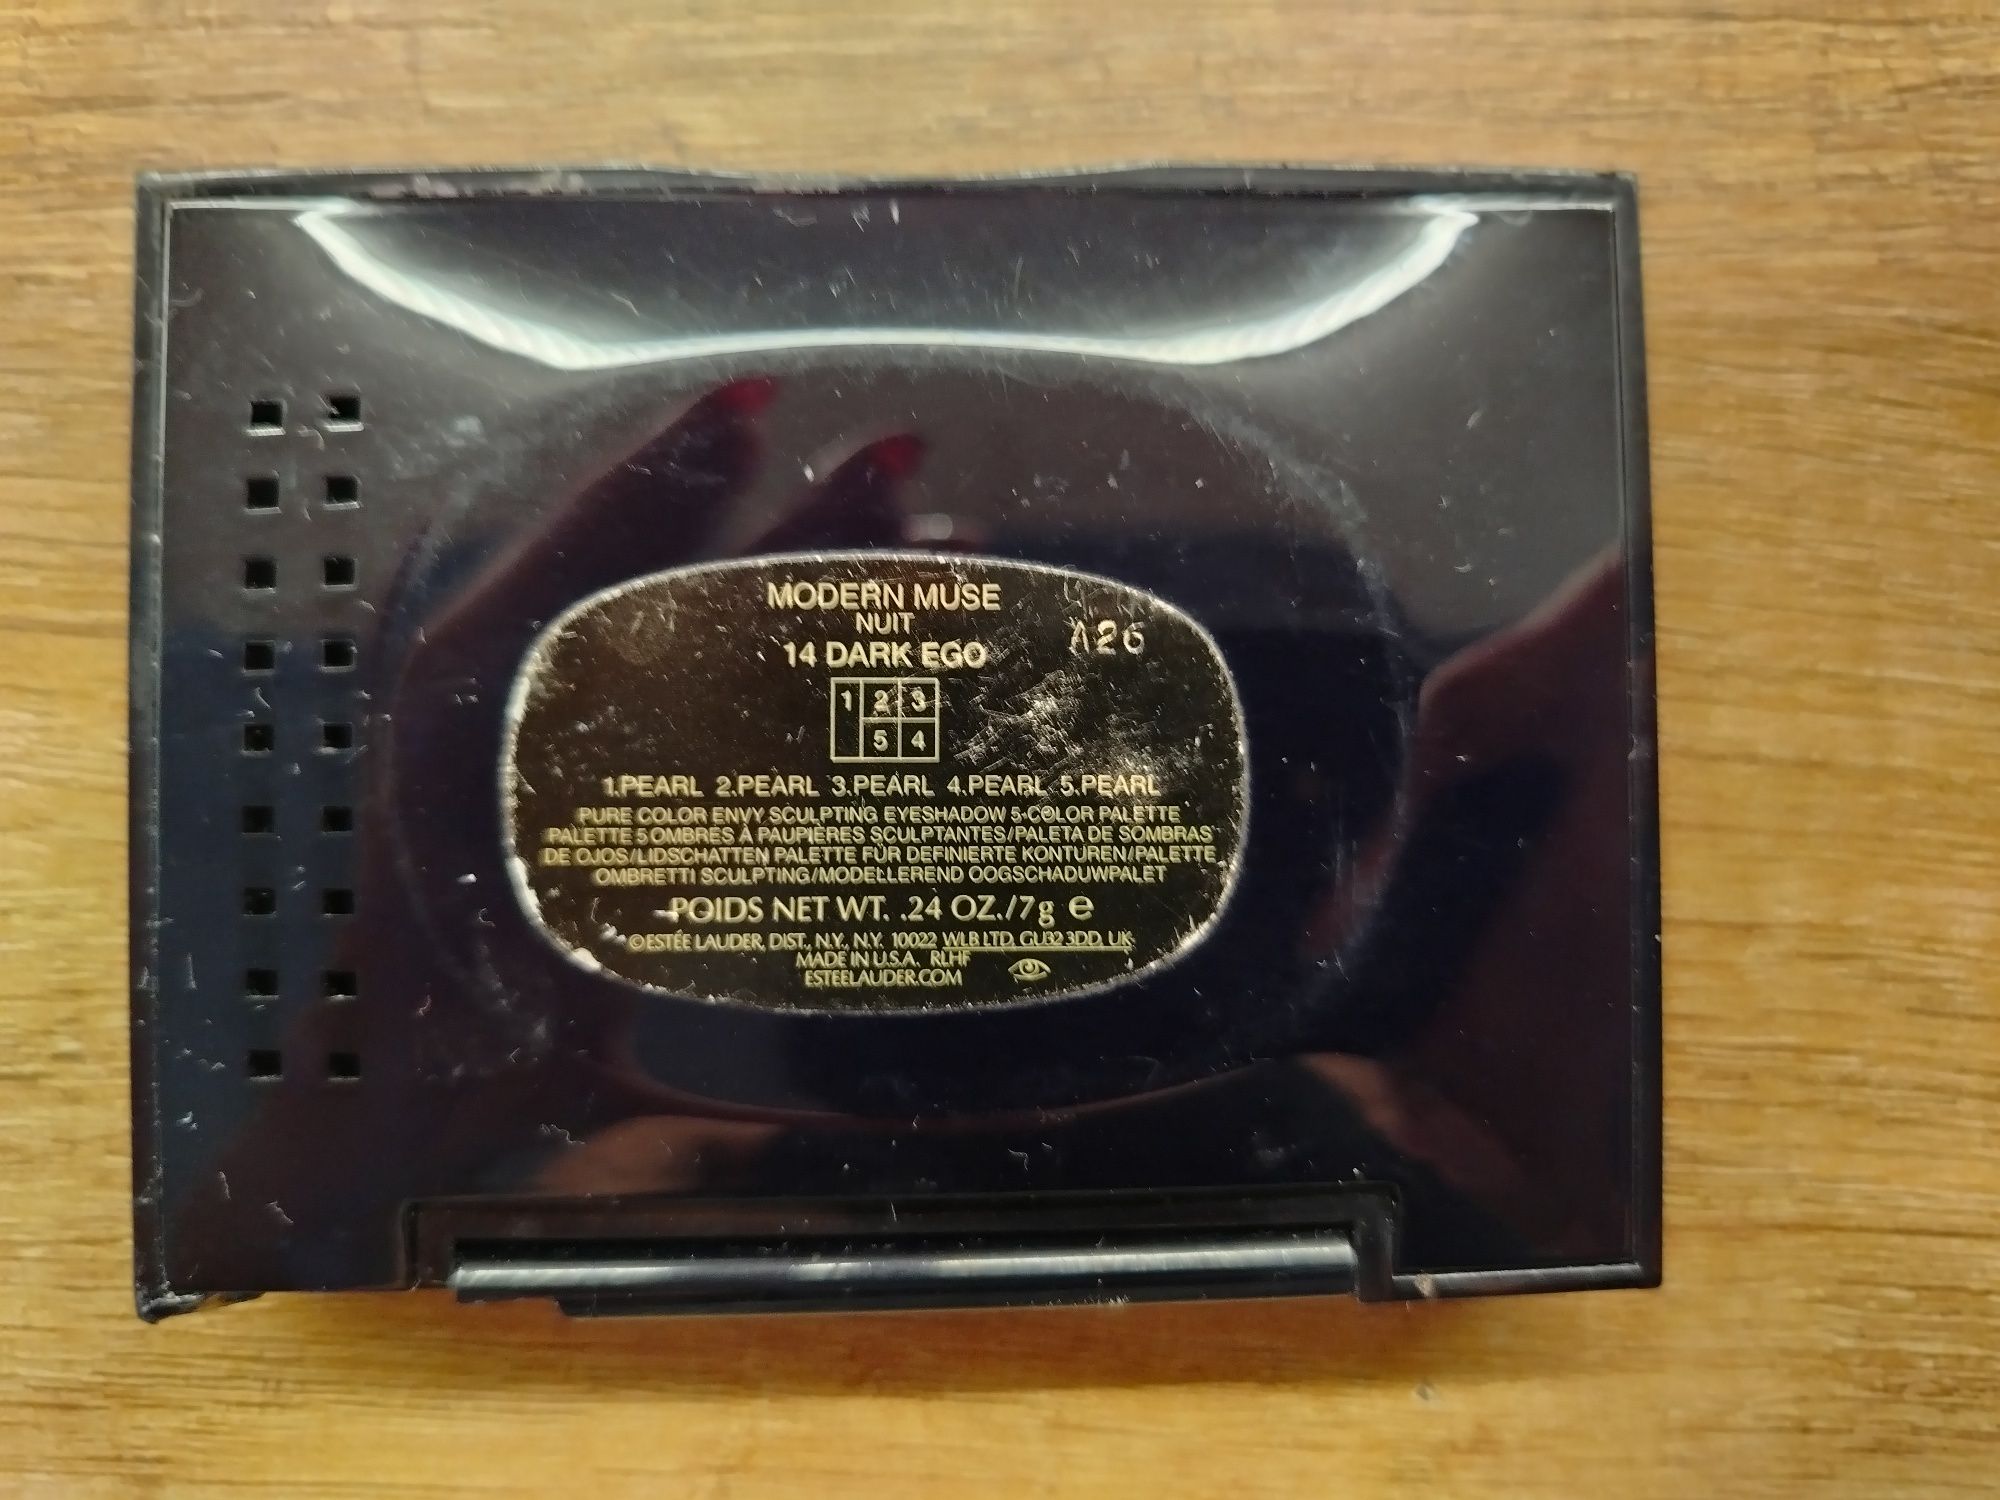 MODERN MUSE
NUIT
14 DARK EGO
A26
1 2 3
5 4
1.PEARL 2.PEARL 3.PEARL 4.PEARL 5.PEARL
PURE COLOR ENVY SCULPTING EYESHADOW 5-COLOR PALETTE
PALETTE 5 OMBRES À PAUPIÈRES SCULPTANTES/PALETA DE SOMBRAS
DE OJOS/LIDSCHATTEN PALETTE FÜR DEFINIERTE KONTUREN/PALETTE
OMBRETTI SCULPTING/MODELLEREND OOGSCHADUWPALET
POIDS NET WT. .24 OZ./7g ℮
©ESTÉE LAUDER, DIST., N.Y., N.Y. 10022 WLB LTD. GU32 3DD, UK
MADE IN U.S.A. RLHF
ESTEELAUDER.COM